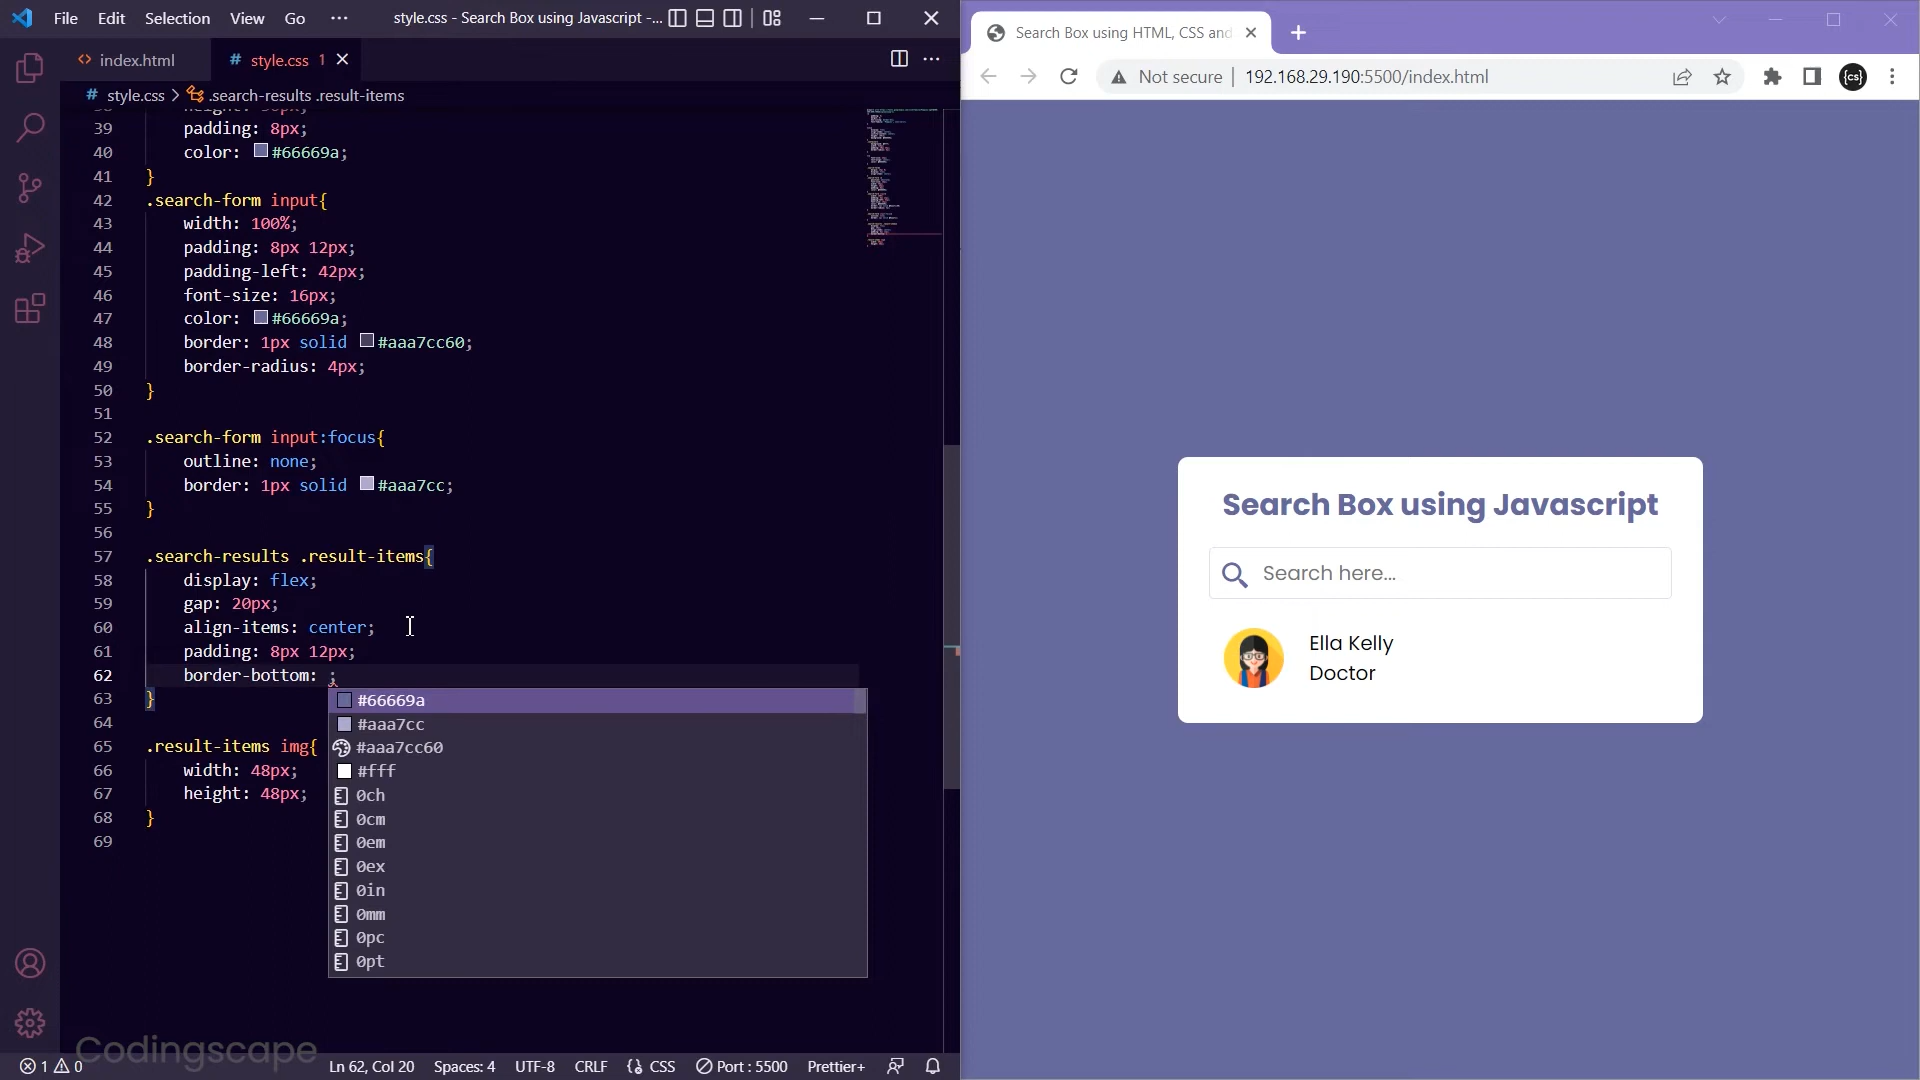 File Edit Selection View Go ··· style.css - Search Box using Javascript -...
index.html
style.css 1
style.css > .search-results .result-items
39 padding: 8px;
40 color: #66669a;
41 }
42 .search-form input{
43 width: 100%;
44 padding: 8px 12px;
45 padding-left: 42px;
46 font-size: 16px;
47 color: #66669a;
48 border: 1px solid #aaa7cc60;
49 border-radius: 4px;
50 }
51
52 .search-form input:focus{
53 outline: none;
54 border: 1px solid #aaa7cc;
55 }
56
57 .search-results .result-items{
58 display: flex;
59 gap: 20px;
60 align-items: center;
61 padding: 8px 12px;
62 border-bottom: ;
63 }
64
65 .result-items img{
66 width: 48px;
67 height: 48px;
68 }
69
#66669a
#aaa7cc
#aaa7cc60
#fff
0ch
0cm
0em
0ex
0in
0mm
0pc
0pt
Codingscape
1 0 Ln 62, Col 20 Spaces: 4 UTF-8 CRLF CSS Port : 5500 Prettier+
Search Box using HTML, CSS and
Not secure 192.168.29.190:5500/index.html
{cs}
Search Box using Javascript
Search here...
Ella Kelly
Doctor